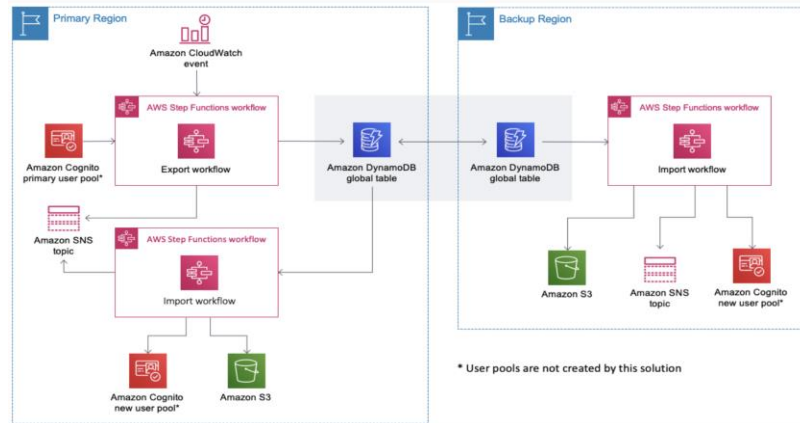 Primary Region
Amazon CloudWatch
event
AWS Step Functions workflow
Export workflow
Amazon Cognito
primary user pool*
Amazon DynamoDB
global table
Amazon SNS
topic
AWS Step Functions workflow
Import workflow
Amazon Cognito
new user pool*
Amazon S3
Backup Region
Amazon DynamoDB
global table
AWS Step Functions workflow
Import workflow
Amazon S3
Amazon SNS
topic
Amazon Cognito
new user pool*
* User pools are not created by this solution